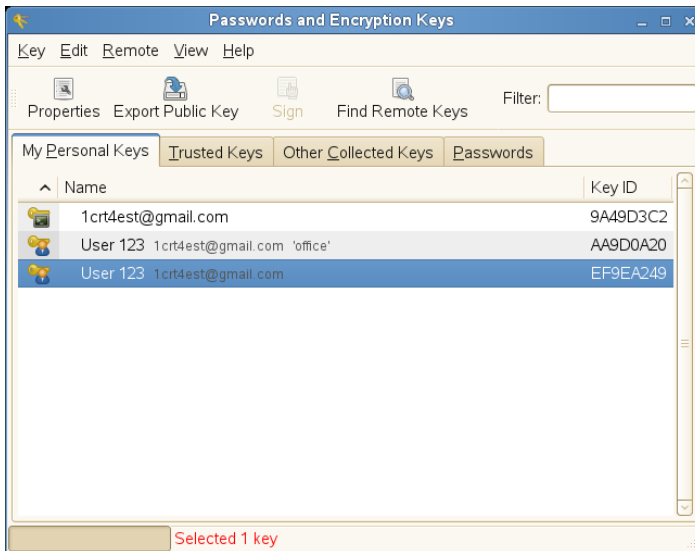 Passwords and Encryption Keys
Key Edit Remote View Help
Properties Export Public Key Sign Find Remote Keys Filter:
My Personal Keys Trusted Keys Other Collected Keys Passwords
Name Key ID
1crt4est@gmail.com 9A49D3C2
User 123 1crt4est@gmail.com 'office' AA9D0A20
User 123 1crt4est@gmail.com EF9EA249
Selected 1 key